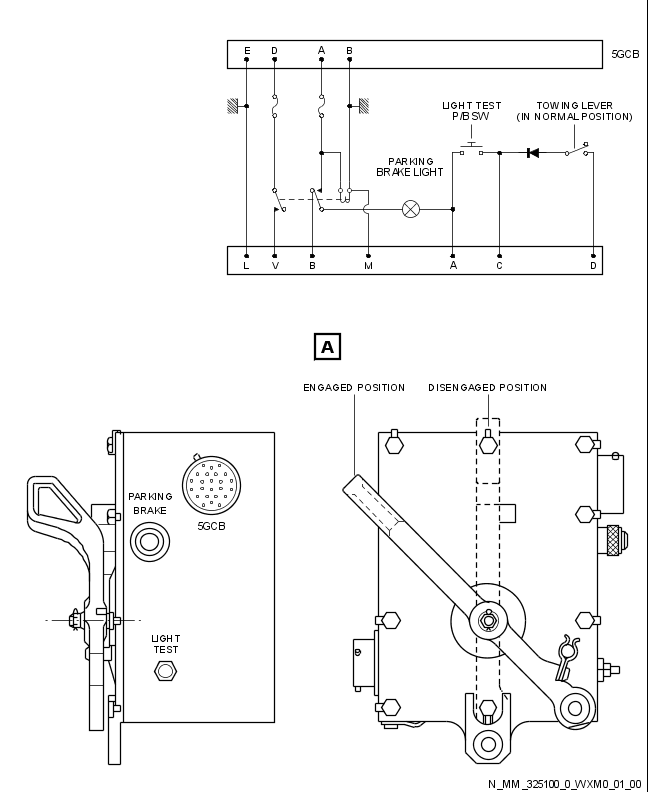 E D A B
5GCB
LIGHT TEST
P/BSW
TOWING LEVER
(IN NORMAL POSITION)
PARKING
BRAKE LIGHT
L V B M A C D
A
ENGAGED POSITION
DISENGAGED POSITION
PARKING
BRAKE
5GCB
LIGHT
TEST
N_MM_325100_0_WXM0_01_00